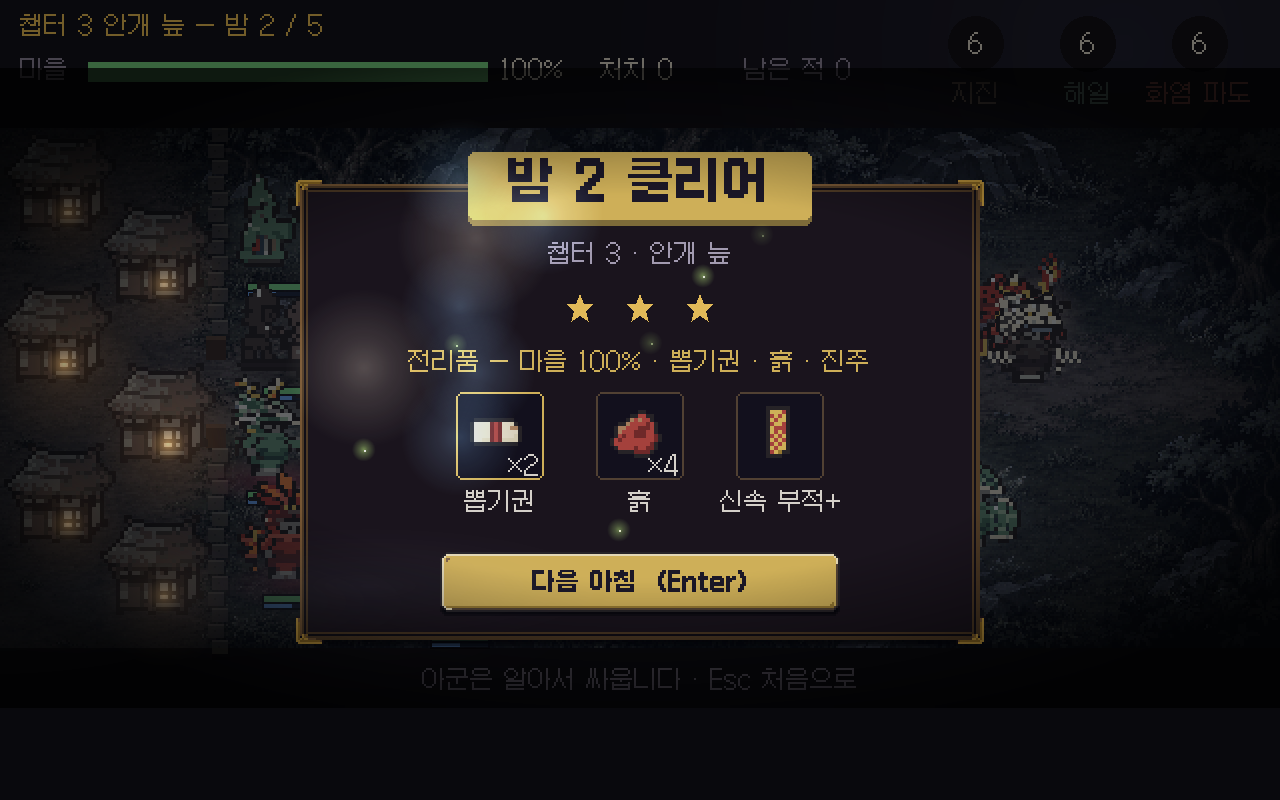 챕터 3 안개 늪 – 밤 2 / 5
마을 100% 처치 0 남은 적 0
6 6 6
지진 해일 화염 파도
밤 2 클리어
챕터 3 · 안개 늪
전리품 – 마을 100% · 뽑기권 · 흙 · 진주
×2 ×4
뽑기권 흙 신속 부적+
다음 아침 (Enter)
아군은 알아서 싸웁니다 · Esc 처음으로